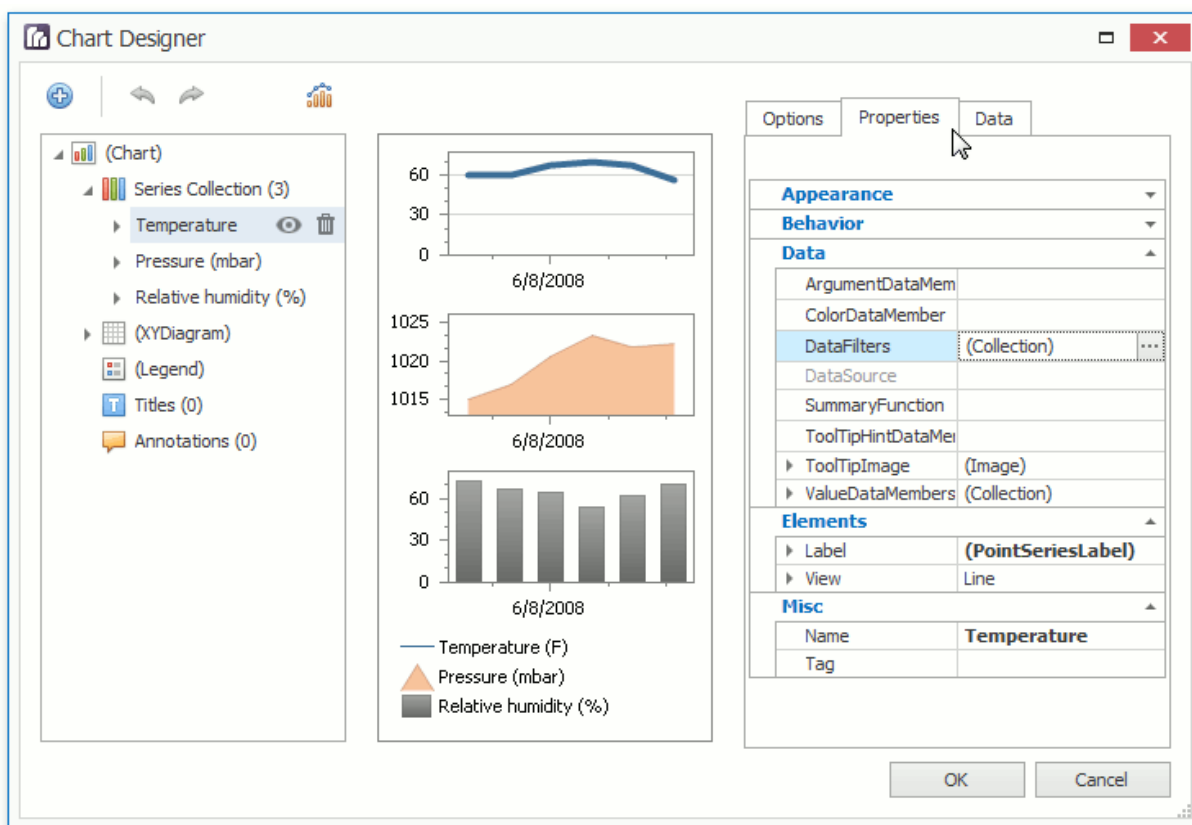 Chart Designer
(Chart)
Series Collection (3)
Temperature
Pressure (mbar)
Relative humidity (%)
(XYDiagram)
(Legend)
Titles (0)
Annotations (0)
60
30
0
6/8/2008
1025
1020
1015
6/8/2008
60
30
0
6/8/2008
Temperature (F)
Pressure (mbar)
Relative humidity (%)
Options Properties Data
Appearance
Behavior
Data
ArgumentDataMem
ColorDataMember
DataFilters (Collection) ...
DataSource
SummaryFunction
ToolTipHintDataMe
ToolTipImage (Image)
ValueDataMembers (Collection)
Elements
Label (PointSeriesLabel)
View Line
Misc
Name Temperature
Tag
OK Cancel